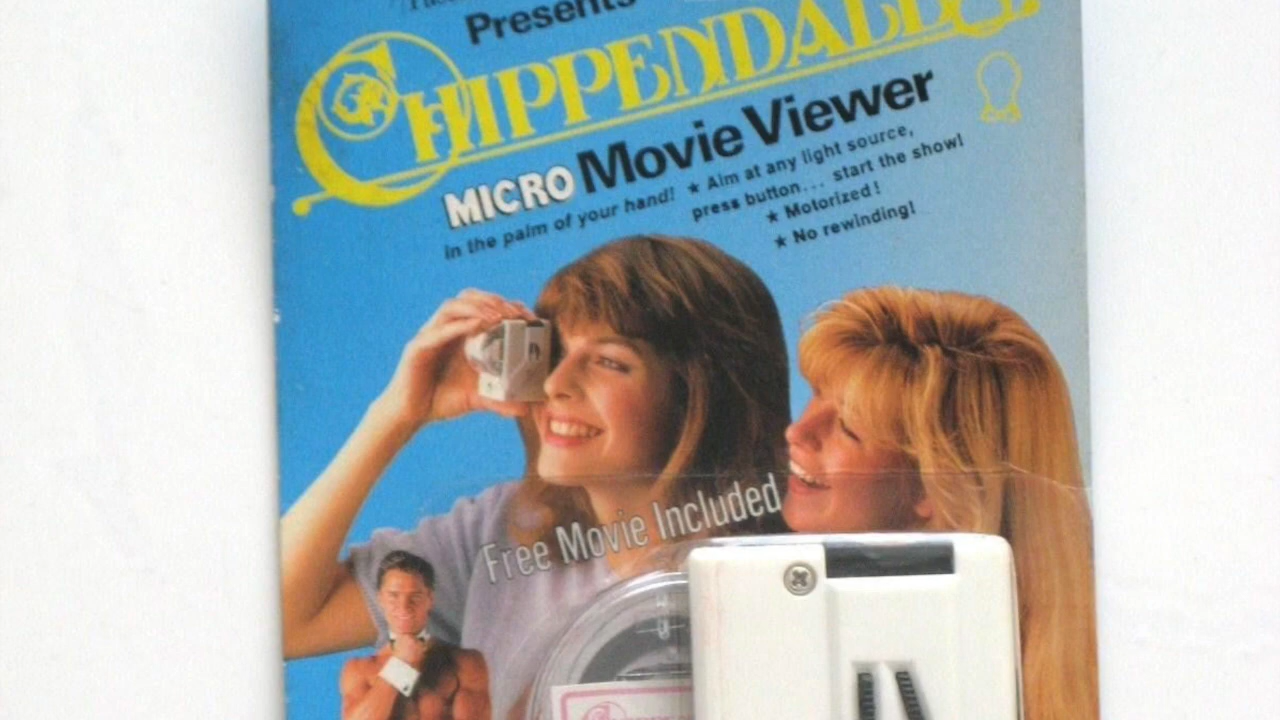 Presents
CHIPPENDALES
MICRO Movie Viewer
in the palm of your hand! ★ Aim at any light source,
press button... start the show!
★ Motorized!
★ No rewinding!
Free Movie Included